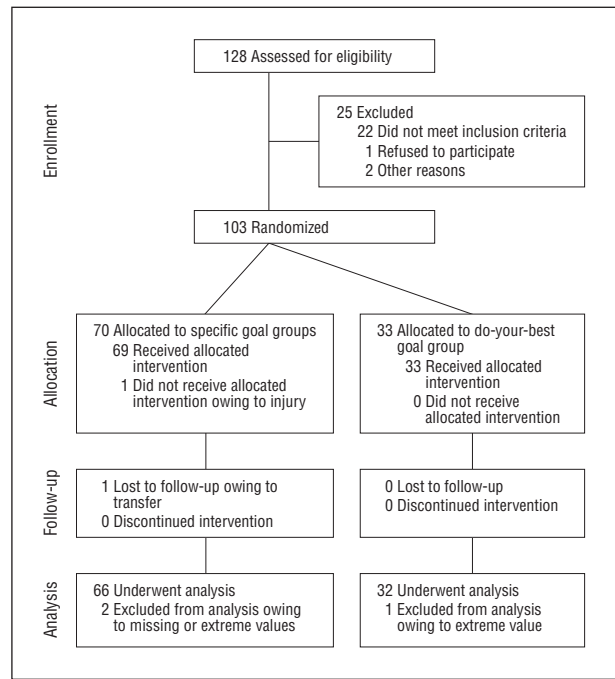 128 Assessed for eligibility
Enrollment
25 Excluded
22 Did not meet inclusion criteria
1 Refused to participate
2 Other reasons
103 Randomized
Allocation
70 Allocated to specific goal groups
69 Received allocated
intervention
1 Did not receive allocated
intervention owing to injury
33 Allocated to do-your-best
goal group
33 Received allocated
intervention
0 Did not receive
allocated intervention
Follow-up
1 Lost to follow-up owing to
transfer
0 Discontinued intervention
0 Lost to follow-up
0 Discontinued intervention
Analysis
66 Underwent analysis
2 Excluded from analysis owing
to missing or extreme values
32 Underwent analysis
1 Excluded from analysis
owing to extreme value